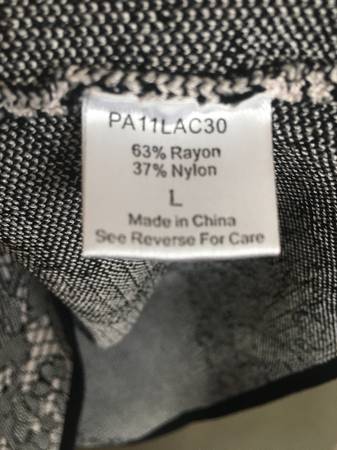 PA11LAC30
63% Rayon
37% Nylon
L
Made in China
See Reverse For Care